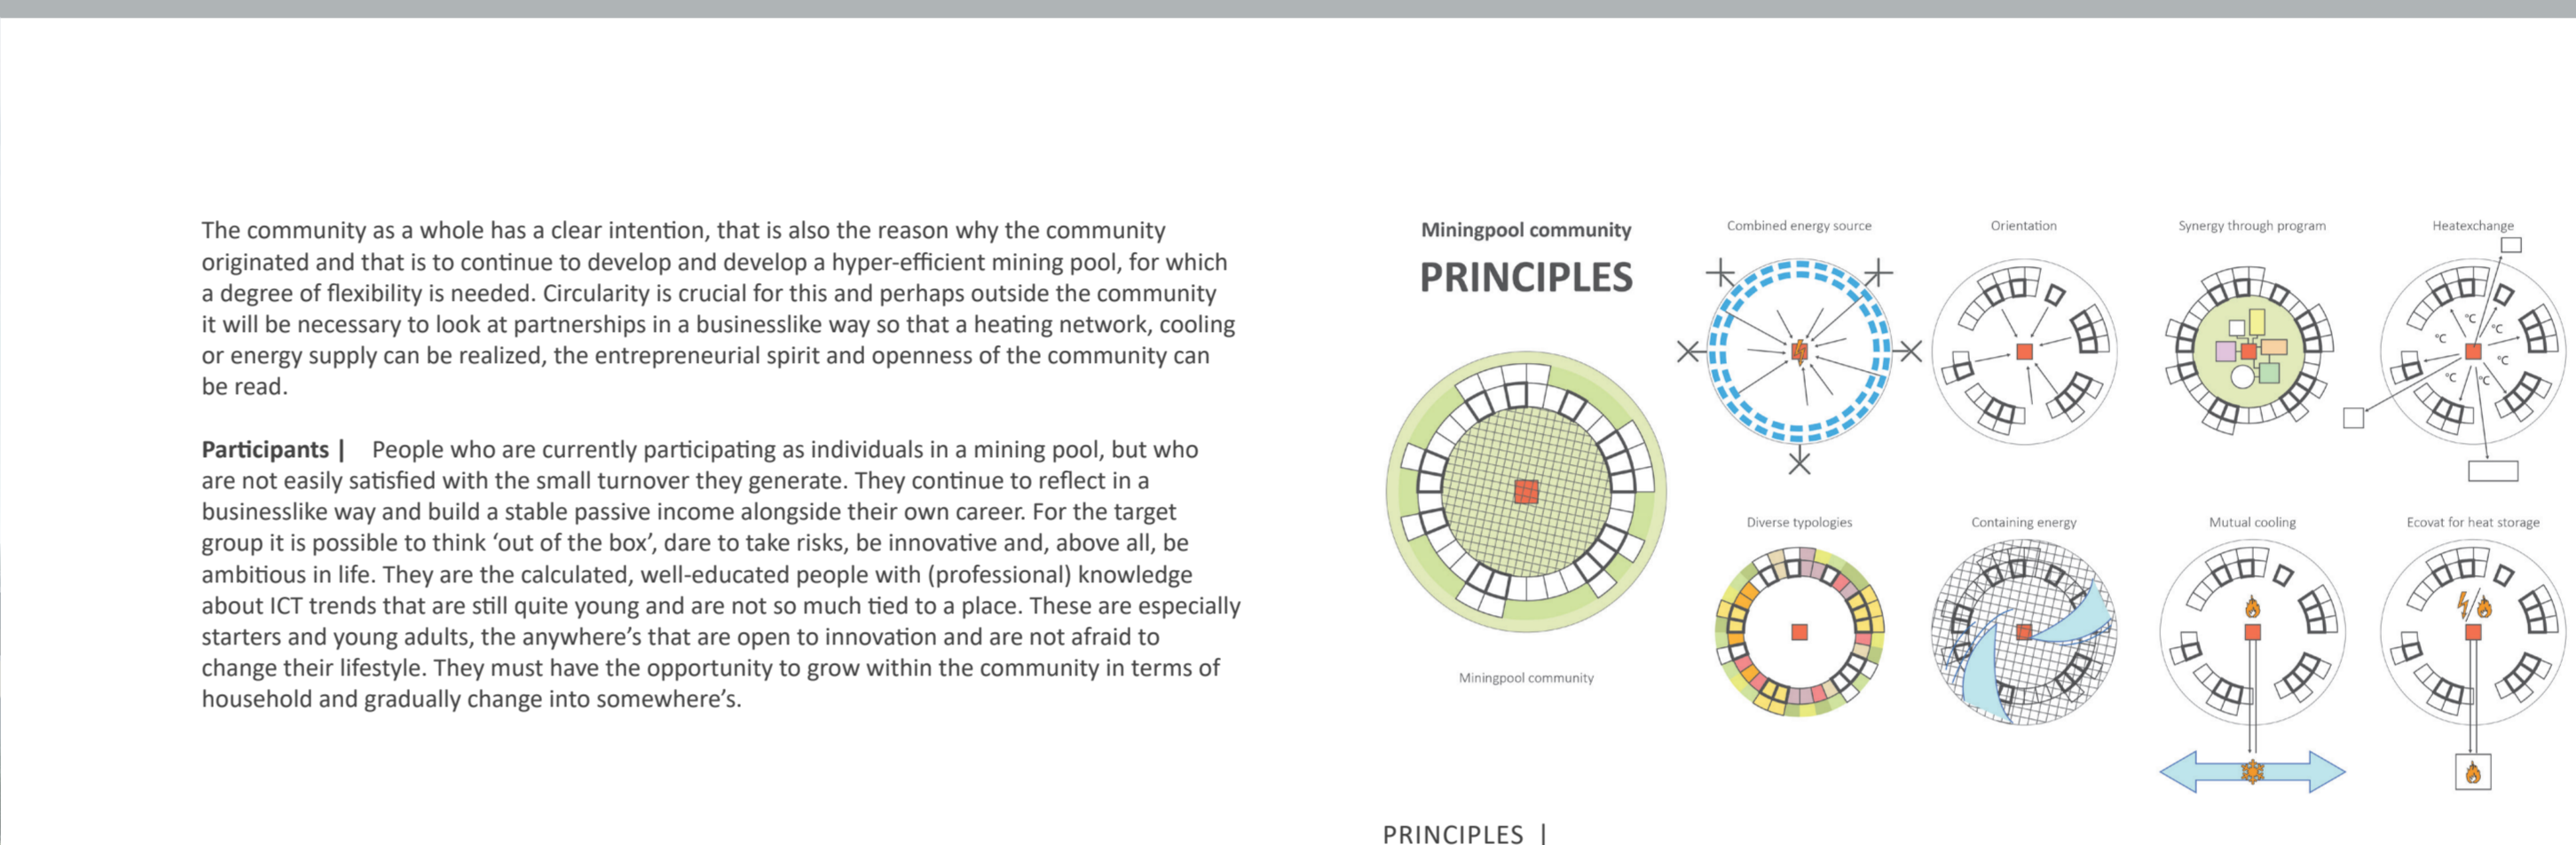 The community as a whole has a clear intention, that is also the reason why the community
originated and that is to continue to develop and develop a hyper-efficient mining pool, for which
a degree of flexibility is needed. Circularity is crucial for this and perhaps outside the community
it will be necessary to look at partnerships in a businesslike way so that a heating network, cooling
or energy supply can be realized, the entrepreneurial spirit and openness of the community can
be read.
Participants | People who are currently participating as individuals in a mining pool, but who
are not easily satisfied with the small turnover they generate. They continue to reflect in a
businesslike way and build a stable passive income alongside their own career. For the target
group it is possible to think ‘out of the box’, dare to take risks, be innovative and, above all, be
ambitious in life. They are the calculated, well-educated people with (professional) knowledge
about ICT trends that are still quite young and are not so much tied to a place. These are especially
starters and young adults, the anywhere’s that are open to innovation and are not afraid to
change their lifestyle. They must have the opportunity to grow within the community in terms of
household and gradually change into somewhere’s.
Miningpool community
PRINCIPLES
Miningpool community
Combined energy source
Orientation
Synergy through program
Heatexchange
°C
°C
°C
°C
°C
°C
Diverse typologies
Containing energy
Mutual cooling
Ecovat for heat storage
PRINCIPLES |